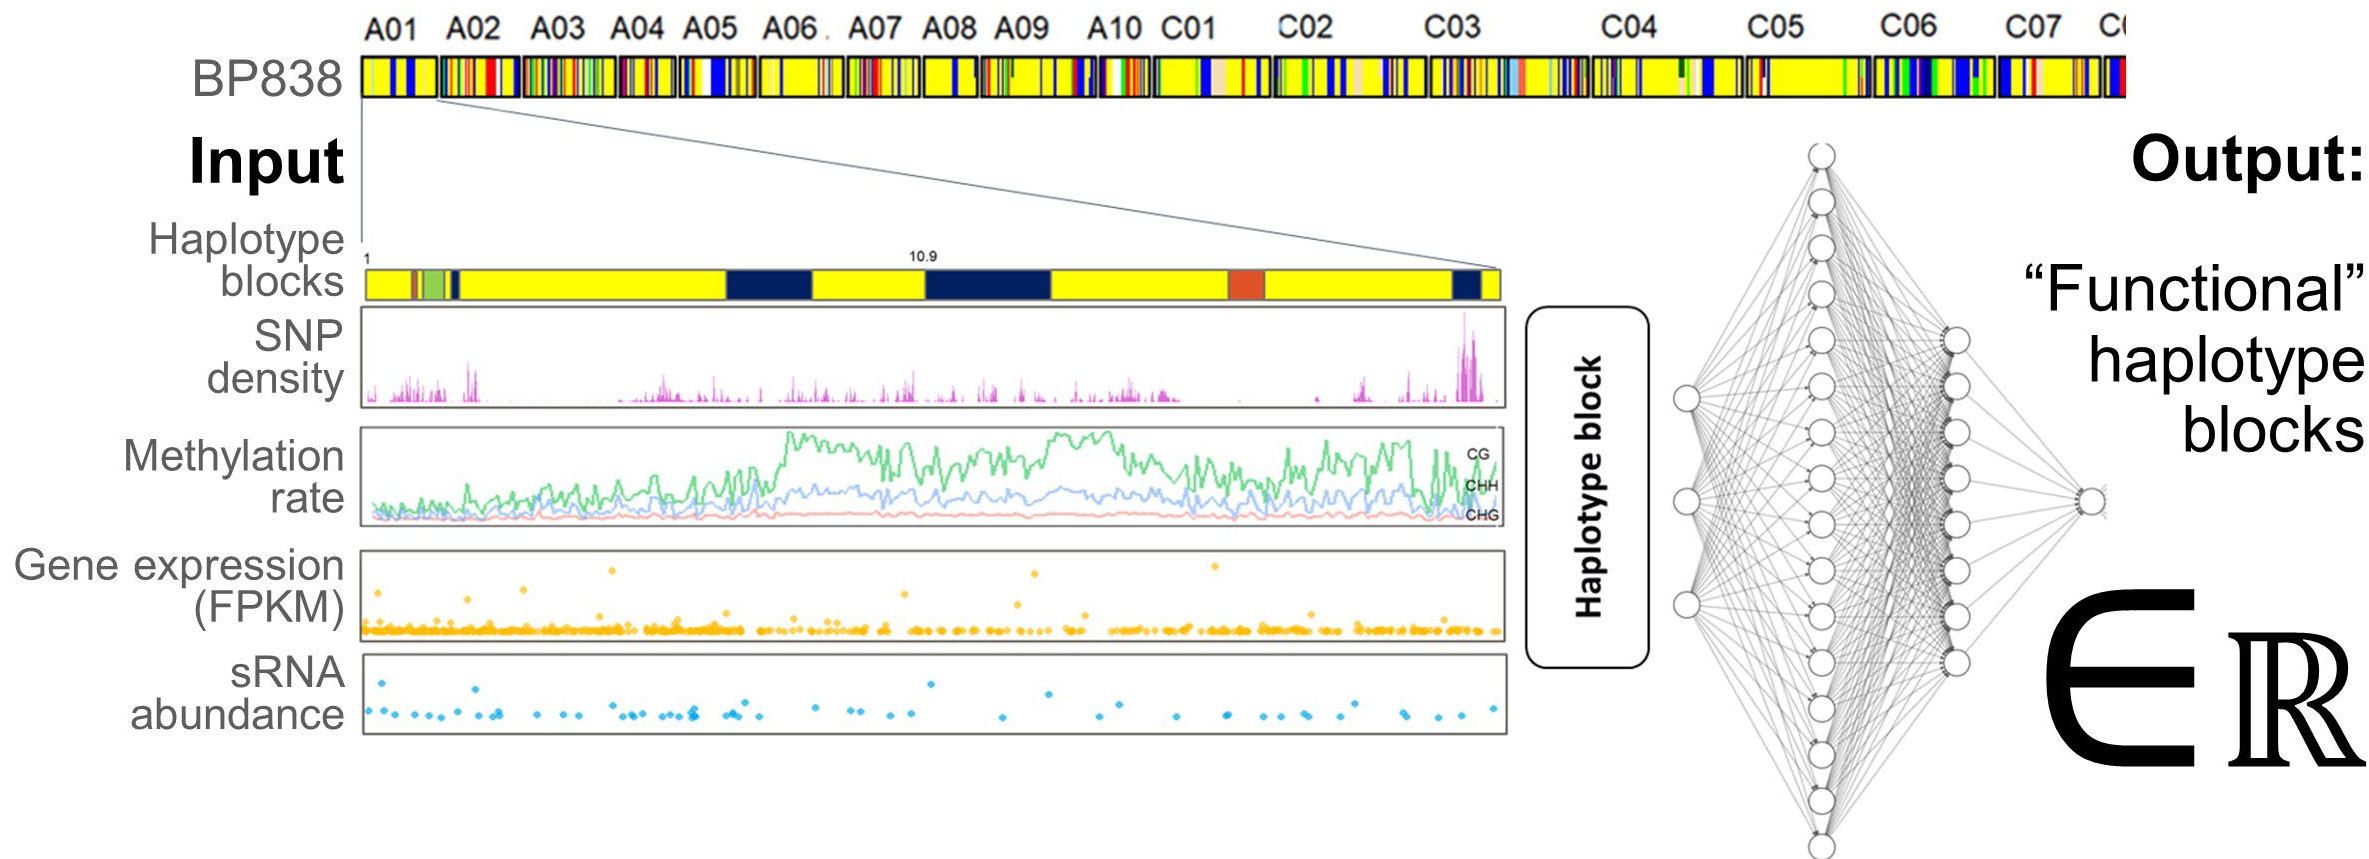 A01 A02 A03 A04 A05 A06 . A07 A08 A09 A10 C01 C02 C03 C04 C05 C06 C07
BP838
Input
Output:
Haplotype
blocks
1
10.9
"Functional"
haplotype
blocks
SNP
density
Methylation
rate
CG
CHH
CHG
Haplotype block
Gene expression
(FPKM)
sRNA
abundance
∈ ℝ